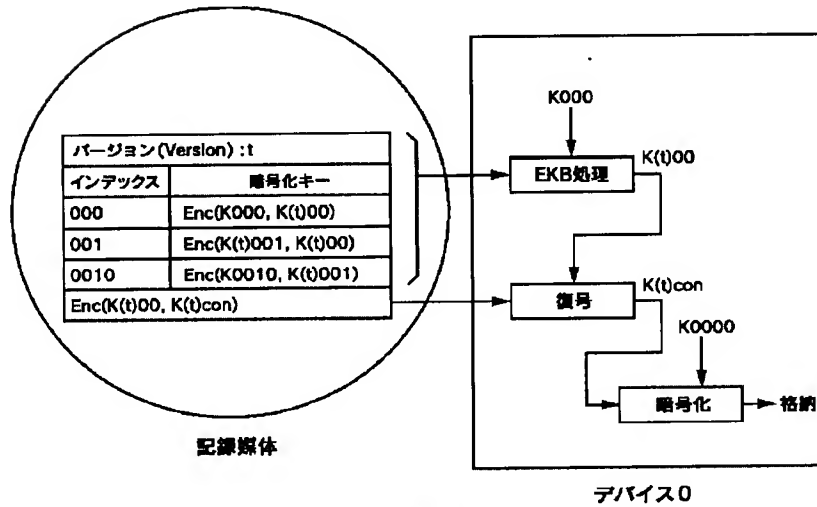 バージョン(Version):t
インデックス 暗号化キー
000 Enc(K000, K(t)00)
001 Enc(K(t)001, K(t)00)
0010 Enc(K0010, K(t)001)
Enc(K(t)00, K(t)con)
記録媒体
K000
EKB処理
K(t)00
復号
K(t)con
K0000
暗号化
格納
デバイス0